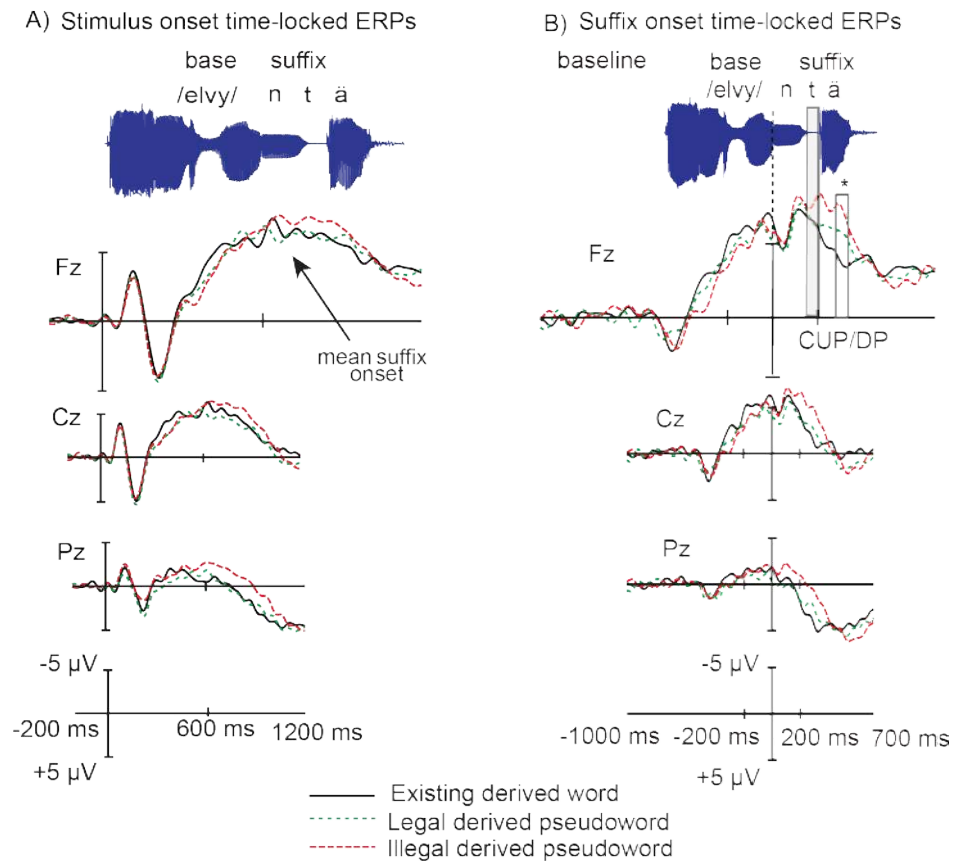 A) Stimulus onset time-locked ERPs
base suffix
/elvy/ n t ä
Fz
mean suffix
onset
Cz
Pz
-5 µV
-200 ms 600 ms 1200 ms
+5 µV
B) Suffix onset time-locked ERPs
baseline base suffix
/elvy/ n t ä
*
Fz
CUP/DP
Cz
Pz
-5 µV
-1000 ms -200 ms 200 ms 700 ms
+5 µV
Existing derived word
Legal derived pseudoword
Illegal derived pseudoword